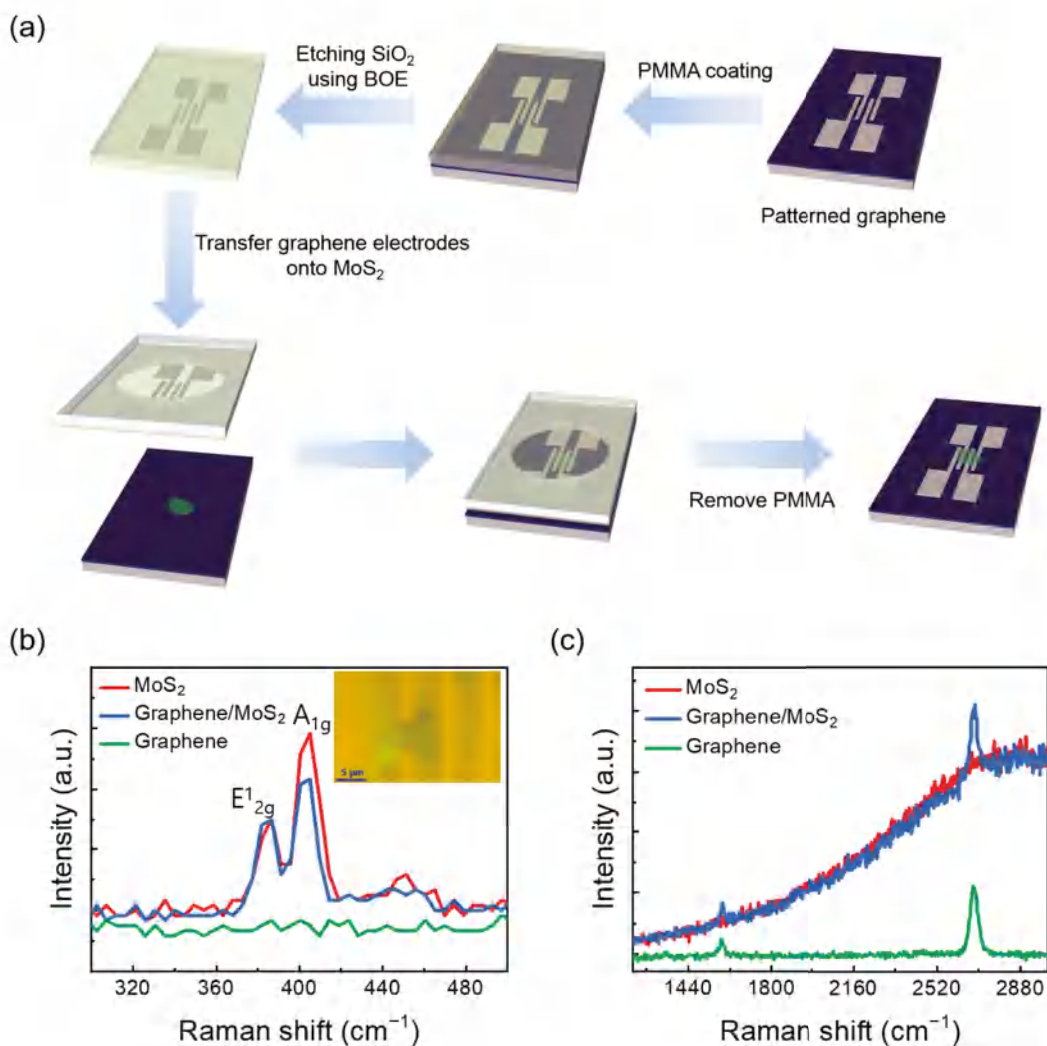 (a)
Etching SiO₂
using BOE
PMMA coating
Patterned graphene
Transfer graphene electrodes
onto MoS₂
Remove PMMA
(b)
MoS₂
Graphene/MoS₂
Graphene
A₁g
E¹₂g
5 μm
Intensity (a.u.)
320 360 400 440 480
Raman shift (cm⁻¹)
(c)
MoS₂
Graphene/MoS₂
Graphene
Intensity (a.u.)
1440 1800 2160 2520 2880
Raman shift (cm⁻¹)